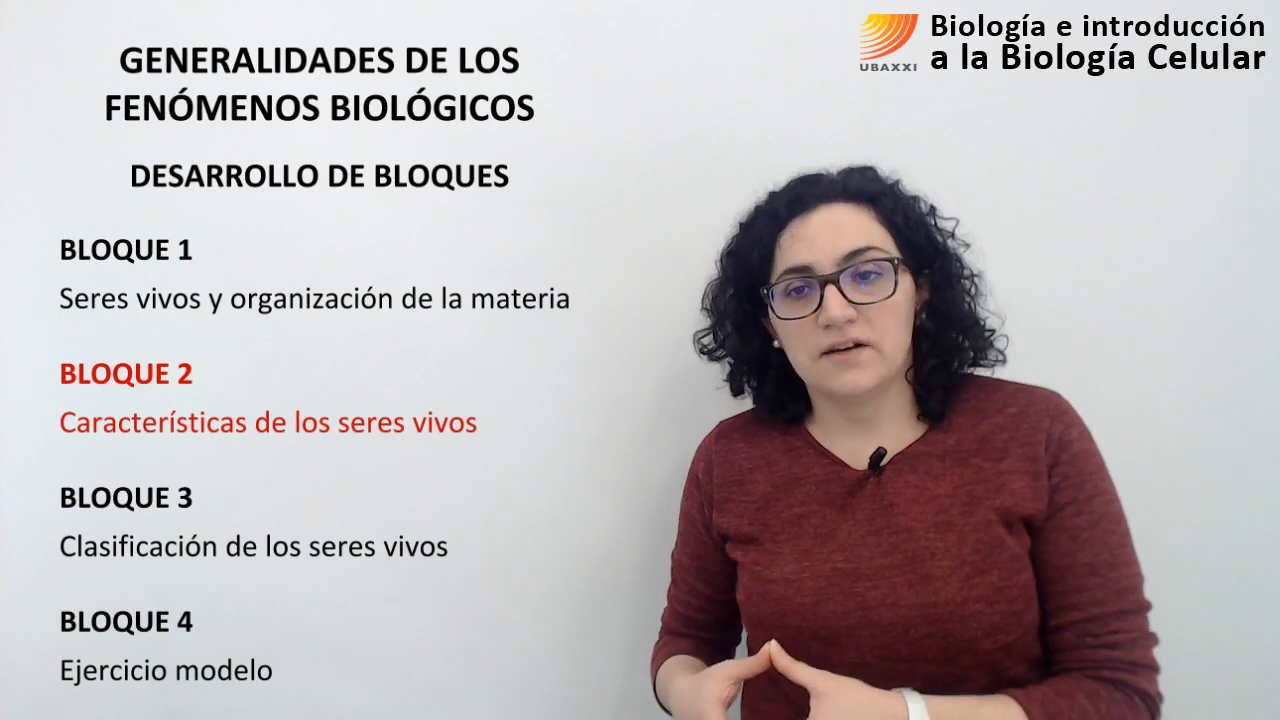 GENERALIDADES DE LOS
FENÓMENOS BIOLÓGICOS
DESARROLLO DE BLOQUES
BLOQUE 1
Seres vivos y organización de la materia
BLOQUE 2
Características de los seres vivos
BLOQUE 3
Clasificación de los seres vivos
BLOQUE 4
Ejercicio modelo
UBAXXI
Biología e introducción
a la Biología Celular